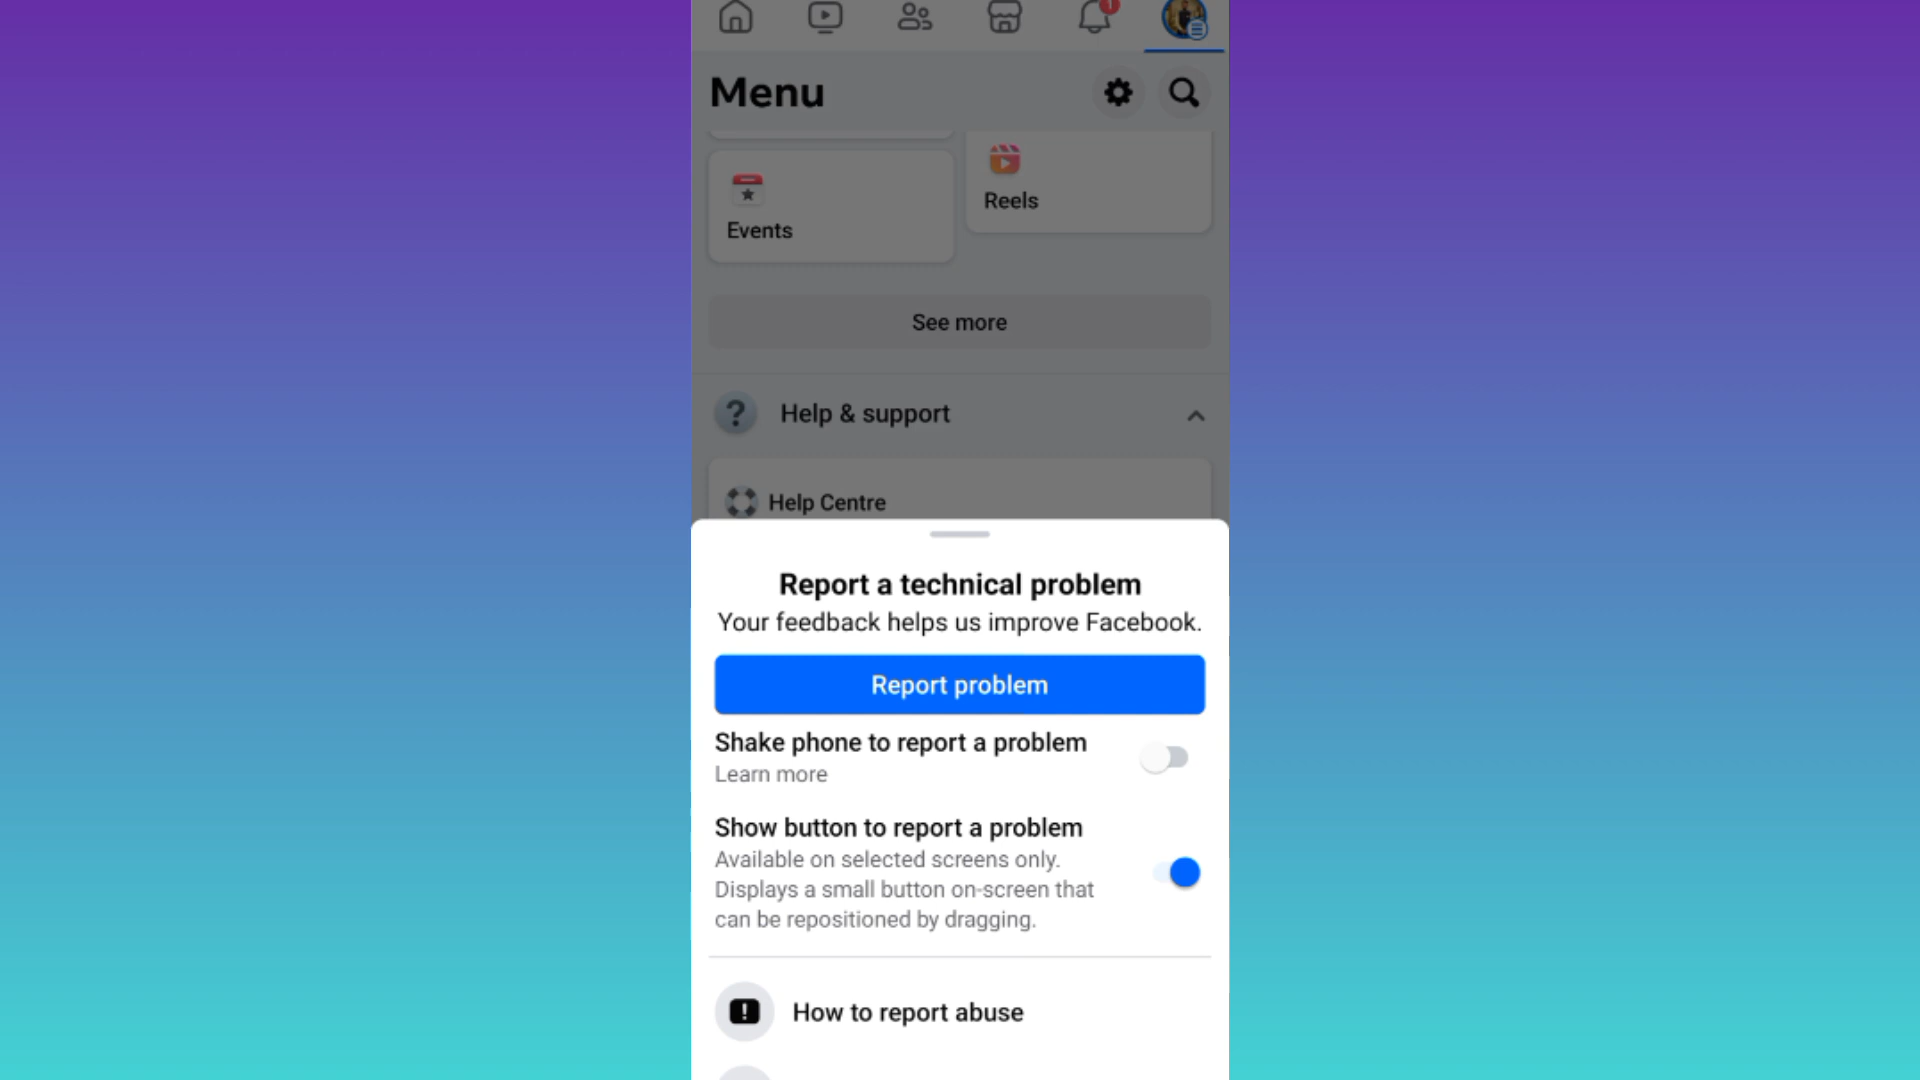 1
Menu
Reels
Events
See more
?
Help & support
Help Centre
Report a technical problem
Your feedback helps us improve Facebook.
Report problem
Shake phone to report a problem
Learn more
Show button to report a problem
Available on selected screens only.
Displays a small button on-screen that
can be repositioned by dragging.
How to report abuse